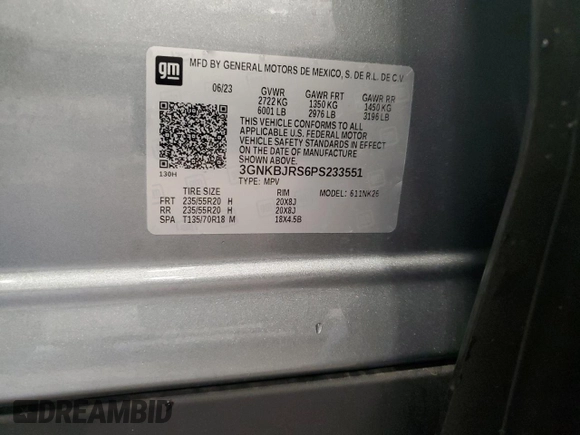 gm
MFD BY GENERAL MOTORS DE MEXICO, S. DE R.L. DE C.V
06/23 GVWR GAWR FRT GAWR RR
2722 KG 1350 KG 1450 KG
6001 LB 2976 LB 3196 LB
THIS VEHICLE CONFORMS TO ALL
APPLICABLE U.S. FEDERAL MOTOR
VEHICLE SAFETY STANDARDS IN
EFFECT ON THE DATE OF MANUFACTURE
SHOWN ABOVE.
3GNKBJRS6PS233551
130H
TYPE: MPV
MODEL: 611NK26
TIRE SIZE RIM
FRT 235/55R20 H 20X8J
RR 235/55R20 H 20X8J
SPA T135/70R18 M 18X4.5B
DREAMBID